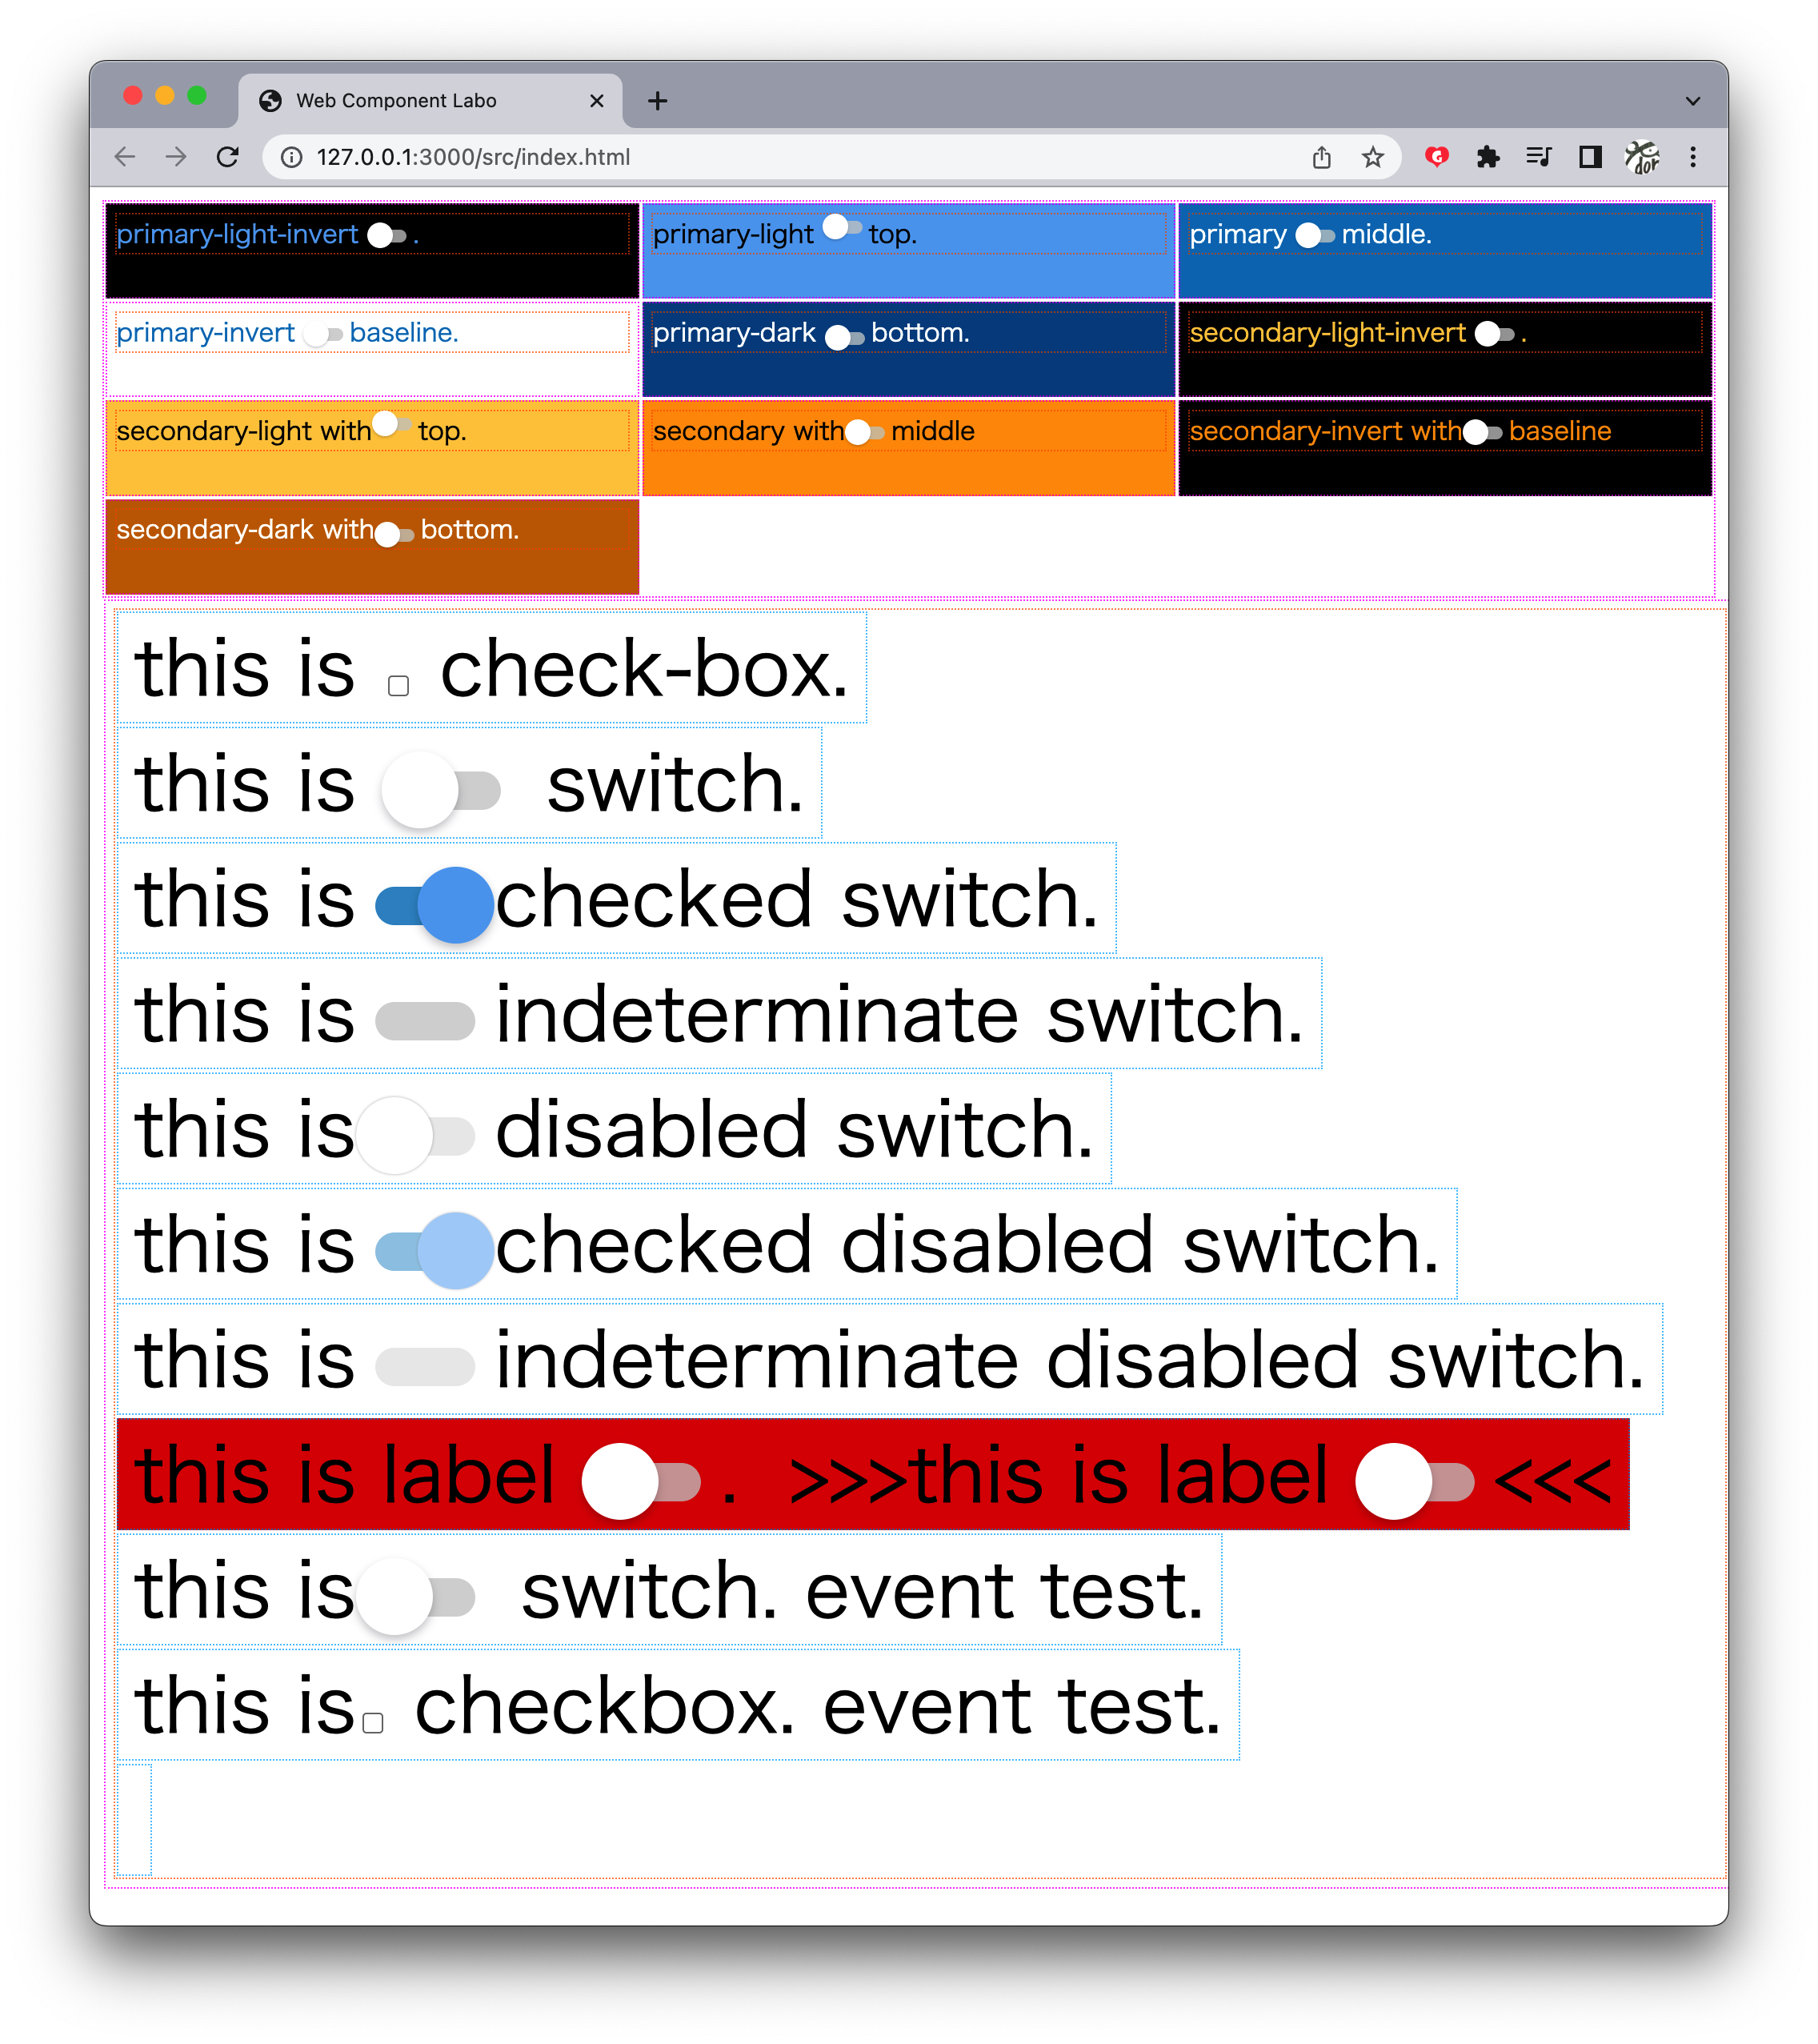 Web Component Labo
127.0.0.1:3000/src/index.html
primary-light-invert .
primary-light top.
primary middle.
primary-invert baseline.
primary-dark bottom.
secondary-light-invert .
secondary-light with top.
secondary with middle
secondary-invert with baseline
secondary-dark with bottom.
this is check-box.
this is switch.
this is checked switch.
this is indeterminate switch.
this is disabled switch.
this is checked disabled switch.
this is indeterminate disabled switch.
this is label . >>>this is label <<<
this is switch. event test.
this is checkbox. event test.